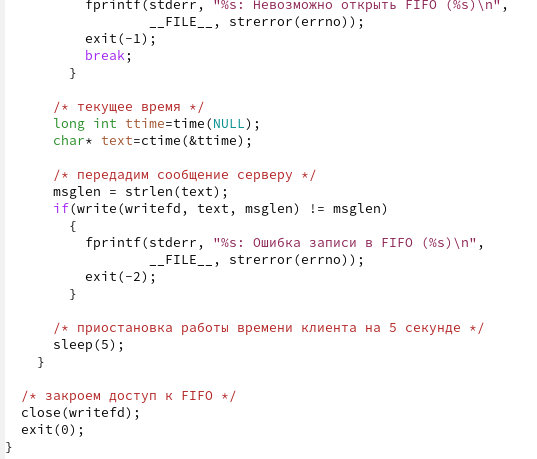 fprintf(stderr, "%s: Невозможно открыть FIFO (%s)\n",
__FILE__, strerror(errno));
exit(-1);
break;
}
/* текущее время */
long int ttime=time(NULL);
char* text=ctime(&ttime);
/* передадим сообщение серверу */
msglen = strlen(text);
if(write(writefd, text, msglen) != msglen)
{
fprintf(stderr, "%s: Ошибка записи в FIFO (%s)\n",
__FILE__, strerror(errno));
exit(-2);
}
/* приостановка работы времени клиента на 5 секунде */
sleep(5);
}
/* закроем доступ к FIFO */
close(writefd);
exit(0);
}